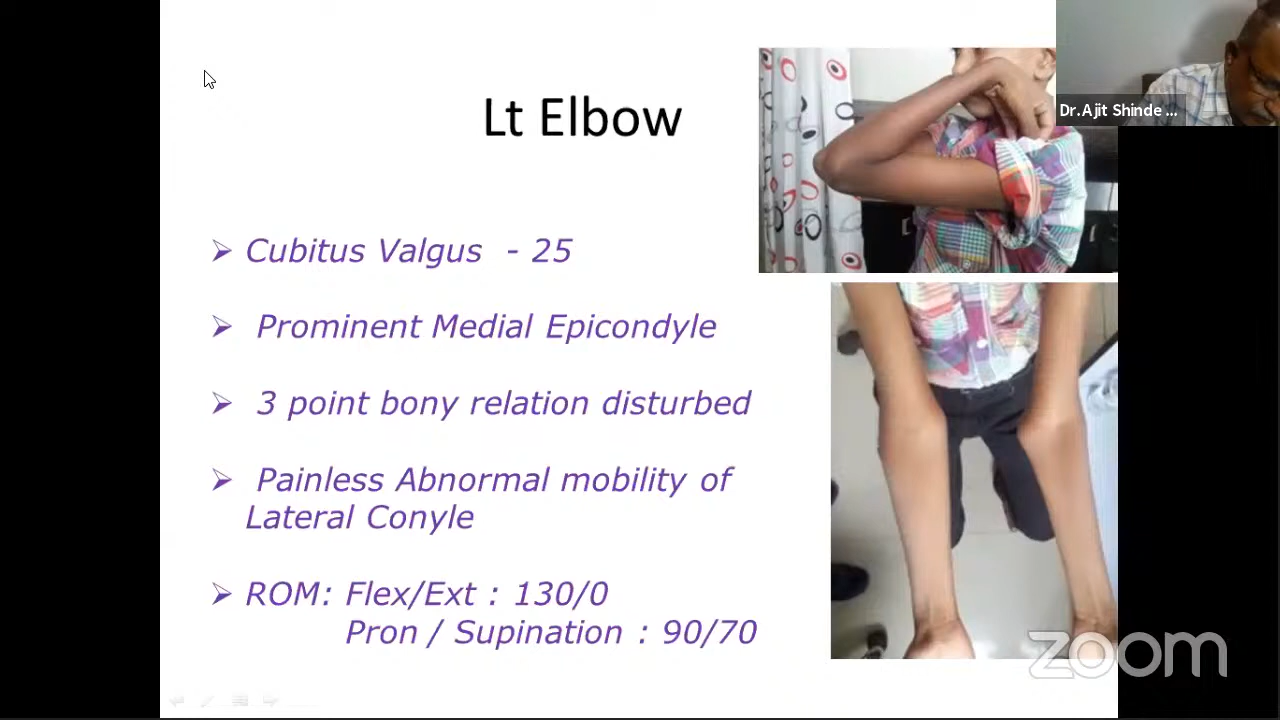 Lt Elbow
Dr.Ajit Shinde ...
➢ Cubitus Valgus - 25
➢ Prominent Medial Epicondyle
➢ 3 point bony relation disturbed
➢ Painless Abnormal mobility of
Lateral Conyle
➢ ROM: Flex/Ext : 130/0
Pron / Supination : 90/70
zoom